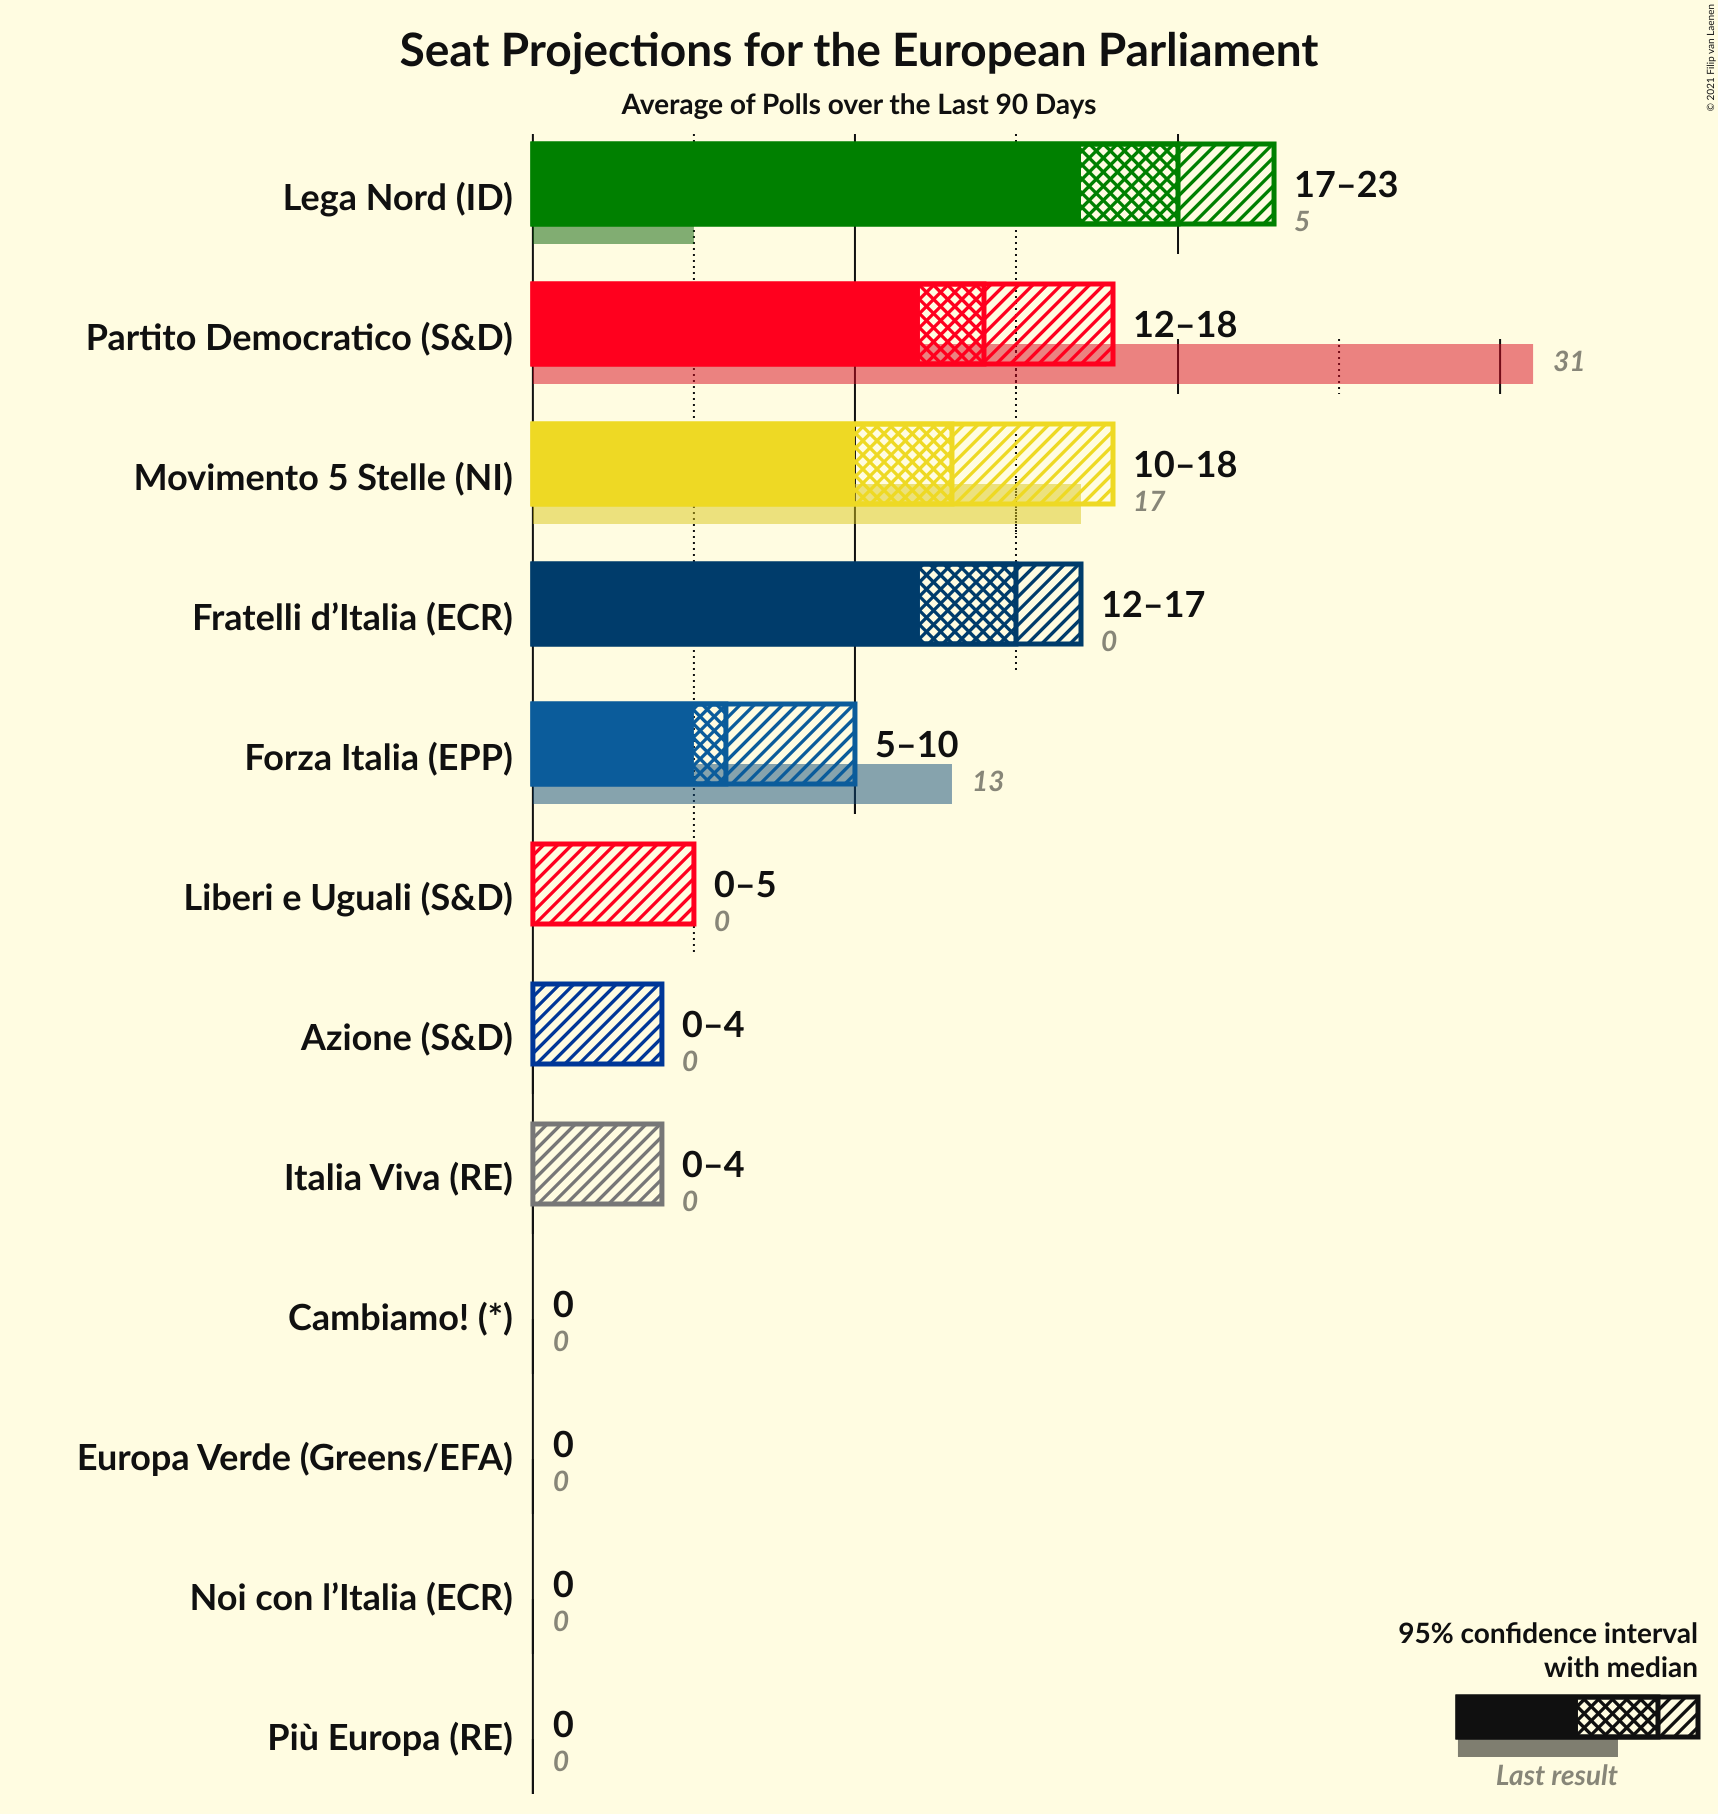 Seat Projections for the European Parliament
Average of Polls over the Last 90 Days
© 2021 Filip van Laenen
Lega Nord (ID)
17–23
5
Partito Democratico (S&D)
12–18
31
Movimento 5 Stelle (NI)
10–18
17
Fratelli d’Italia (ECR)
12–17
0
Forza Italia (EPP)
5–10
13
Liberi e Uguali (S&D)
0–5
0
Azione (S&D)
0–4
0
Italia Viva (RE)
0–4
0
Cambiamo! (*)
0
0
Europa Verde (Greens/EFA)
0
0
Noi con l’Italia (ECR)
0
0
Più Europa (RE)
0
0
95% confidence interval
with median
Last result